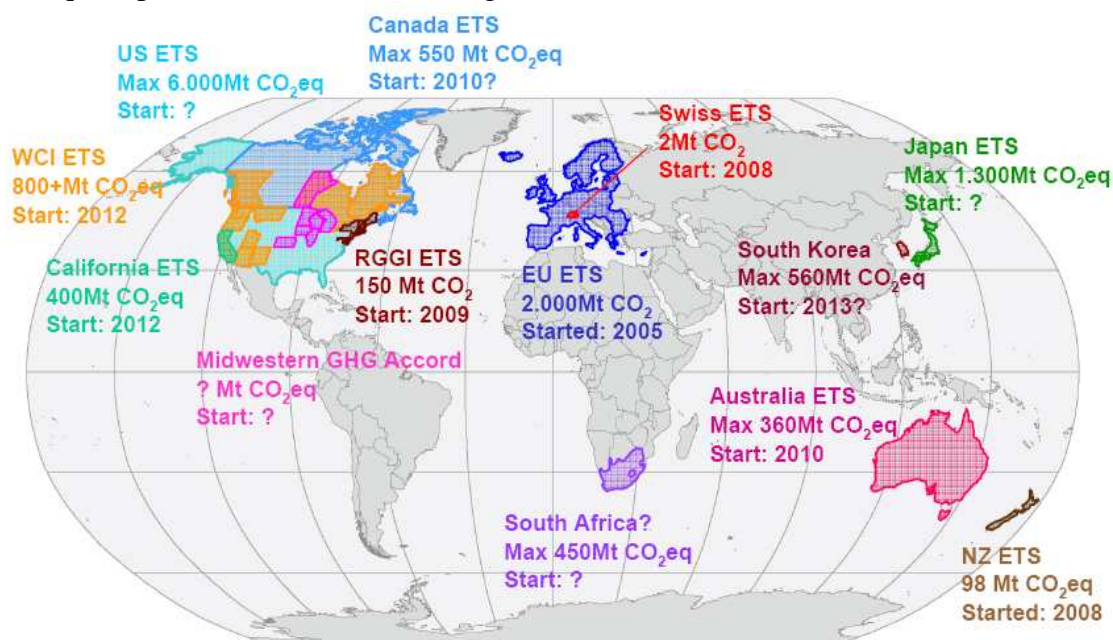 Canada ETS
Max 550 Mt CO₂eq
Start: 2010?
US ETS
Max 6.000Mt CO₂eq
Start: ?
Swiss ETS
2Mt CO₂
Start: 2008
WCI ETS
800+Mt CO₂eq
Start: 2012
Japan ETS
Max 1.300Mt CO₂eq
Start: ?
California ETS
400Mt CO₂eq
Start: 2012
RGGI ETS
150 Mt CO₂
Start: 2009
EU ETS
2.000Mt CO₂
Started: 2005
South Korea
Max 560Mt CO₂eq
Start: 2013?
Midwestern GHG Accord
? Mt CO₂eq
Start: ?
Australia ETS
Max 360Mt CO₂eq
Start: 2010
South Africa?
Max 450Mt CO₂eq
Start: ?
NZ ETS
98 Mt CO₂eq
Started: 2008